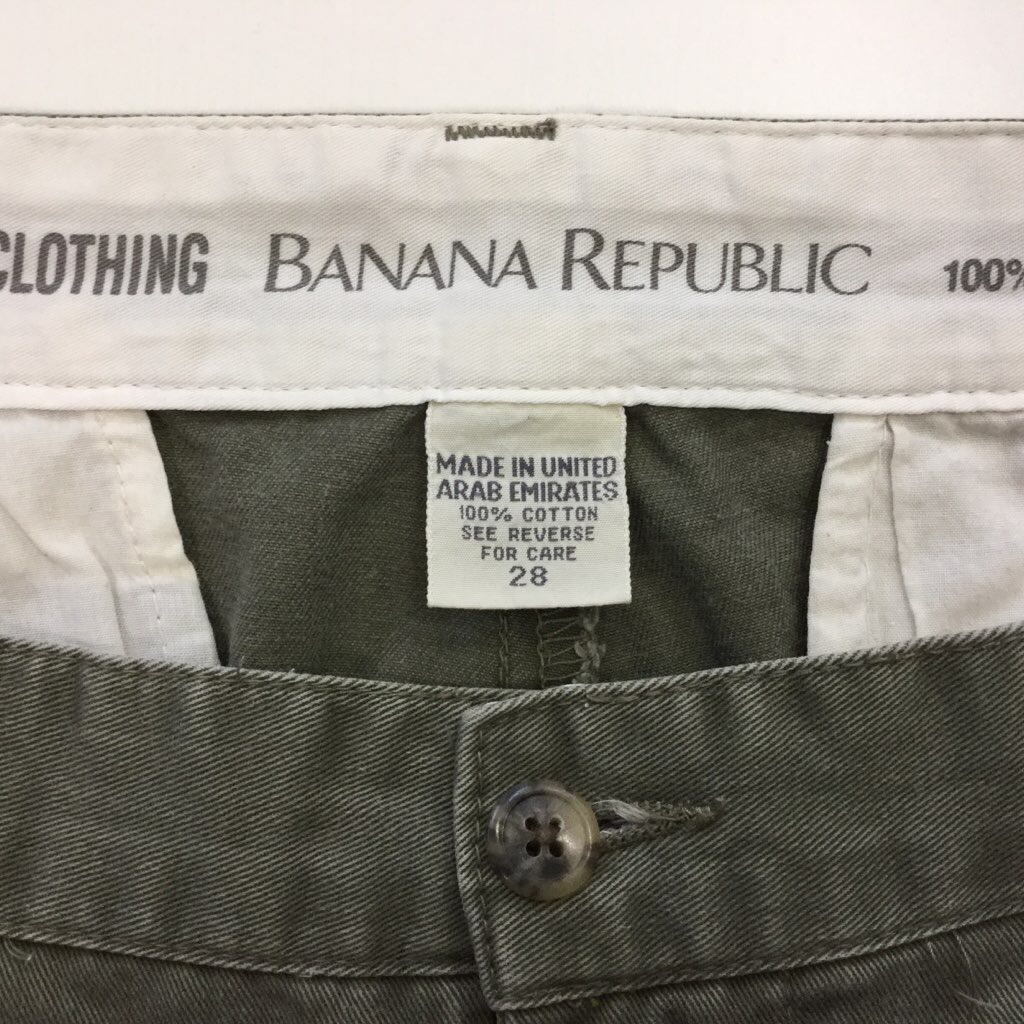 CLOTHING BANANA REPUBLIC 100%
MADE IN UNITED
ARAB EMIRATES
100% COTTON
SEE REVERSE
FOR CARE
28